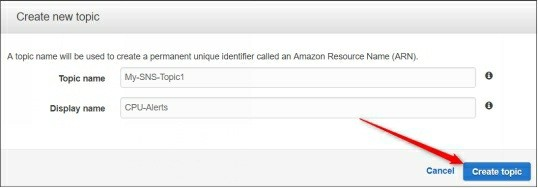 Create new topic
A topic name will be used to create a permanent unique identifier called an Amazon Resource Name (ARN).
Topic name My-SNS-Topic1
Display name CPU-Alerts
Cancel Create topic